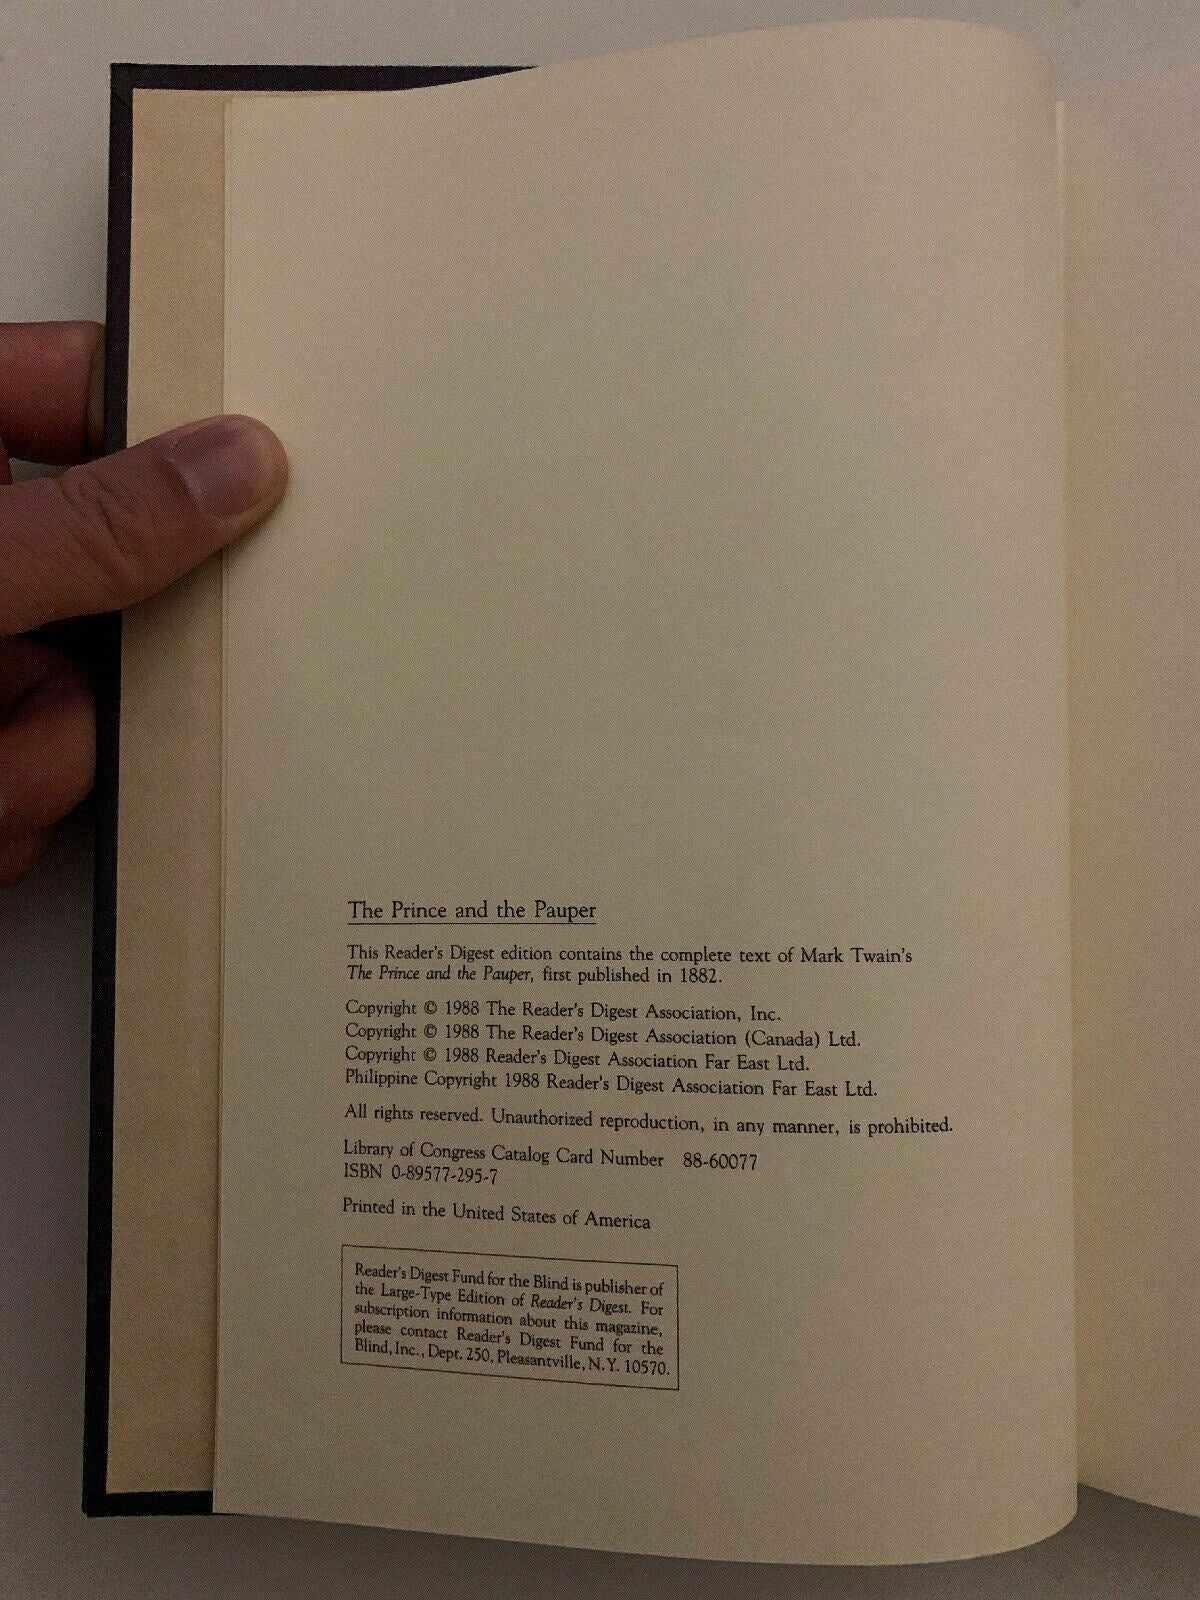 The Prince and the Pauper
This Reader's Digest edition contains the complete text of Mark Twain's
The Prince and the Pauper, first published in 1882.
Copyright © 1988 The Reader's Digest Association, Inc.
Copyright © 1988 The Reader's Digest Association (Canada) Ltd.
Copyright © 1988 Reader's Digest Association Far East Ltd.
Philippine Copyright 1988 Reader's Digest Association Far East Ltd.
All rights reserved. Unauthorized reproduction, in any manner, is prohibited.
Library of Congress Catalog Card Number 88-60077
ISBN 0-89577-295-7
Printed in the United States of America
Reader's Digest Fund for the Blind is publisher of
the Large-Type Edition of Reader's Digest. For
subscription information about this magazine,
please contact Reader's Digest Fund for the
Blind, Inc., Dept. 250, Pleasantville, N.Y. 10570.